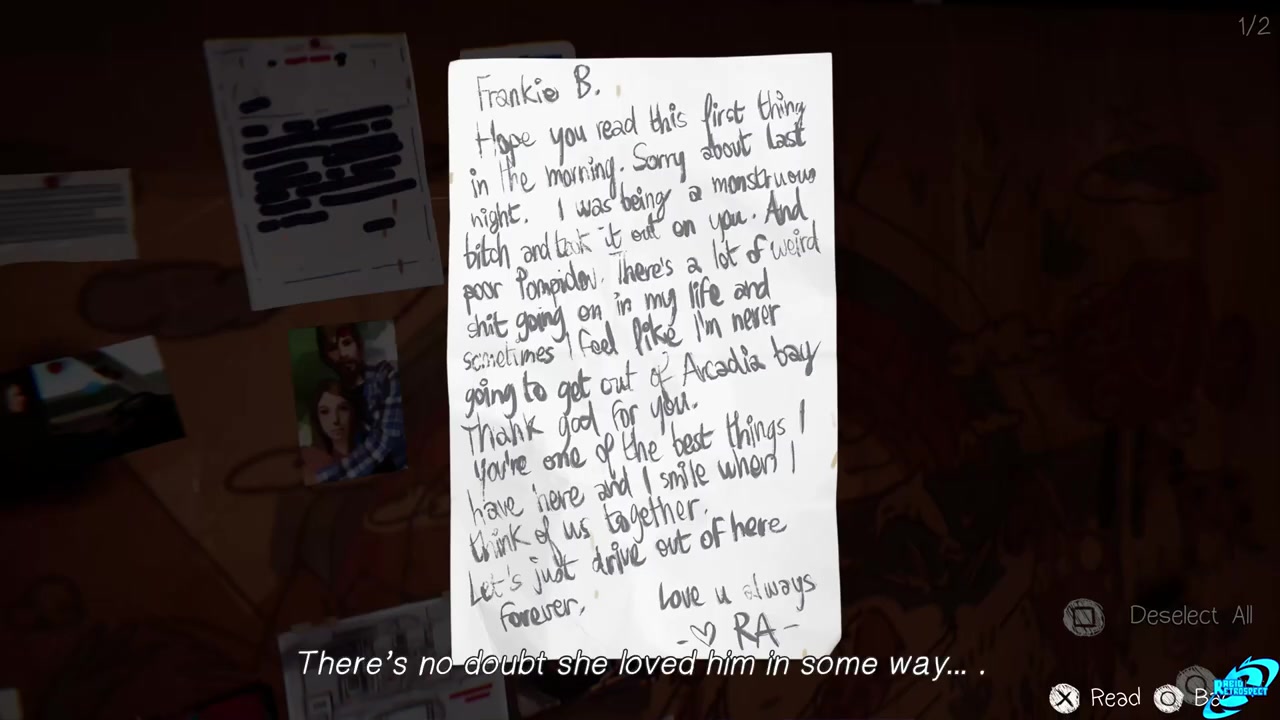 1/2
Frankie B.
Hope you read this first thing
in the morning. Sorry about last
night. I was being a monstruous
bitch and took it out on you. And
poor Pompidou. There's a lot of weird
shit going on in my life and
sometimes I feel like I'm never
going to get out of Arcadia bay
Thank god for you.
You're one of the best things I
have here and I smile when I
think of us together.
Let's just drive out of here
forever.
Love u always
-♡ RA-
There's no doubt she loved him in some way... .
Deselect All
Read
RETROSPECT